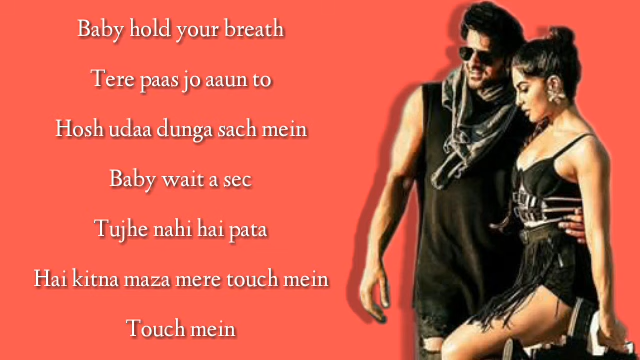 Baby hold your breath
Tere paas jo aaun to
Hosh udaa dunga sach mein
Baby wait a sec
Tujhe nahi hai pata
Hai kitna maza mere touch mein
Touch mein